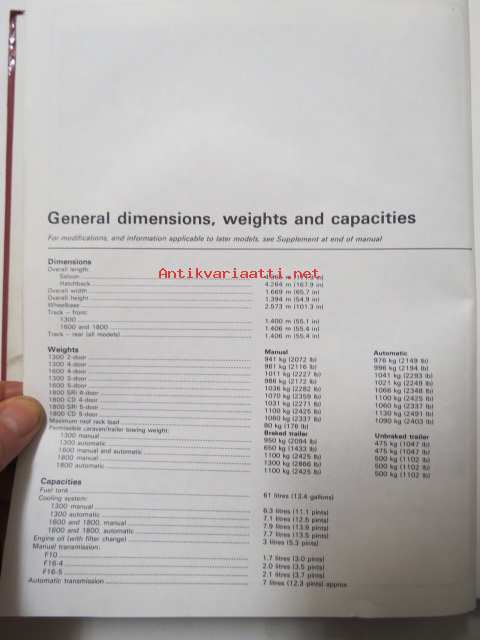 General dimensions, weights and capacities
For modifications, and information applicable to later models, see Supplement at end of manual
Antikvariaatti.net
Dimensions
Overall length:
Saloon
Hatchback 4.264 m (167.9 in)
Overall width 1.669 m (65.7 in)
Overall height 1.394 m (54.9 in)
Wheelbase 2.573 m (101.3 in)
Track – front:
1300 1.400 m (55.1 in)
1600 and 1800 1.406 m (55.4 in)
Track – rear (all models) 1.406 m (55.4 in)
Weights Manual Automatic
1300 2-door 941 kg (2072 lb) 976 kg (2149 lb)
1300 4-door 961 kg (2116 lb) 996 kg (2194 lb)
1600 4-door 1011 kg (2227 lb) 1041 kg (2293 lb)
1300 5-door 986 kg (2172 lb) 1021 kg (2249 lb)
1600 5-door 1036 kg (2282 lb) 1066 kg (2348 lb)
1800 SRi 4-door 1070 kg (2359 lb) 1100 kg (2425 lb)
1800 CD 4-door 1031 kg (2271 lb) 1060 kg (2337 lb)
1800 SRi 5-door 1100 kg (2425 lb) 1130 kg (2491 lb)
1800 CD 5-door 1060 kg (2337 lb) 1090 kg (2403 lb)
Maximum roof rack load 80 kg (176 lb)
Permissible caravan/trailer towing weight: Braked trailer Unbraked trailer
1300 manual 950 kg (2094 lb) 475 kg (1047 lb)
1300 automatic 650 kg (1433 lb) 475 kg (1047 lb)
1600 manual and automatic 1100 kg (2425 lb) 500 kg (1102 lb)
1800 manual 1300 kg (2866 lb) 500 kg (1102 lb)
1800 automatic 1100 kg (2425 lb) 500 kg (1102 lb)
Capacities
Fuel tank 61 litres (13.4 gallons)
Cooling system:
1300 manual 6.3 litres (11.1 pints)
1300 automatic 7.1 litres (12.5 pints)
1600 and 1800, manual 7.9 litres (13.9 pints)
1600 and 1800, automatic 7.7 litres (13.5 pints)
Engine oil (with filter change) 3 litres (5.3 pints)
Manual transmission:
F10 1.7 litres (3.0 pints)
F16-4 2.0 litres (3.5 pints)
F16-5 2.1 litres (3.7 pints)
Automatic transmission 7 litres (12.3 pints) approx